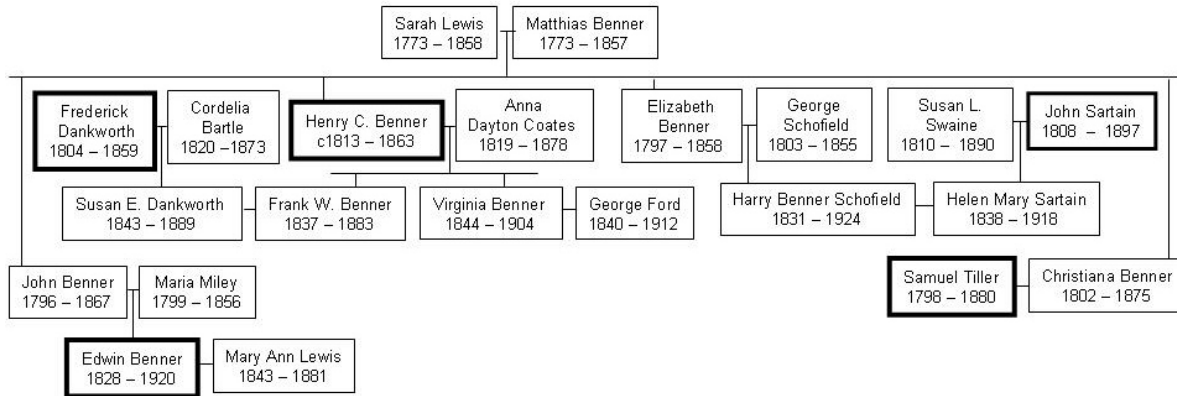 Sarah Lewis
1773 – 1858
Matthias Benner
1773 – 1857
Frederick
Dankworth
1804 – 1859
Cordelia
Bartle
1820 –1873
Henry C. Benner
c1813 – 1863
Anna
Dayton Coates
1819 – 1878
Elizabeth
Benner
1797 – 1858
George
Schofield
1803 – 1855
Susan L.
Swaine
1810 – 1890
John Sartain
1808 – 1897
Susan E. Dankworth
1843 – 1889
Frank W. Benner
1837 – 1883
Virginia Benner
1844 – 1904
George Ford
1840 – 1912
Harry Benner Schofield
1831 – 1924
Helen Mary Sartain
1838 – 1918
John Benner
1796 – 1867
Maria Miley
1799 – 1856
Samuel Tiller
1798 – 1880
Christiana Benner
1802 – 1875
Edwin Benner
1828 – 1920
Mary Ann Lewis
1843 – 1881